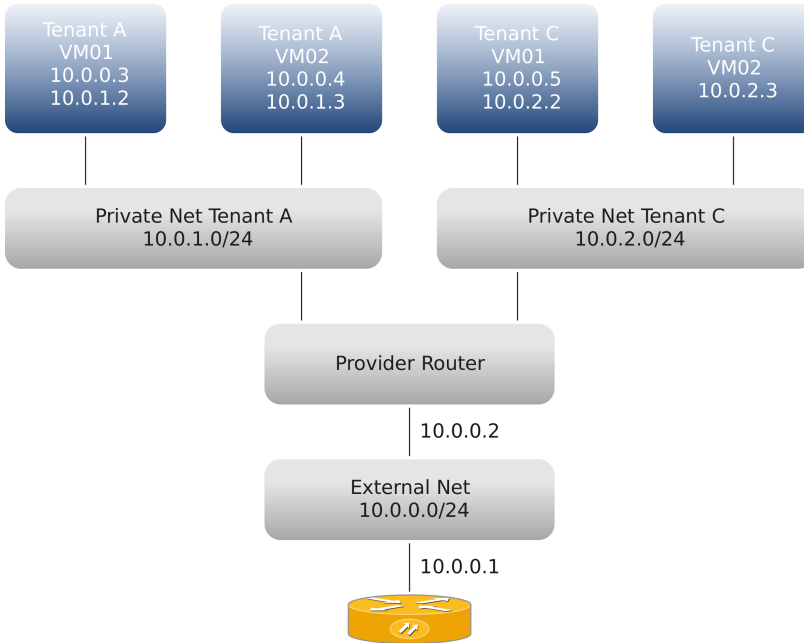 Tenant A
VM01
10.0.0.3
10.0.1.2
Tenant A
VM02
10.0.0.4
10.0.1.3
Tenant C
VM01
10.0.0.5
10.0.2.2
Tenant C
VM02
10.0.2.3
Private Net Tenant A
10.0.1.0/24
Private Net Tenant C
10.0.2.0/24
Provider Router
10.0.0.2
External Net
10.0.0.0/24
10.0.0.1